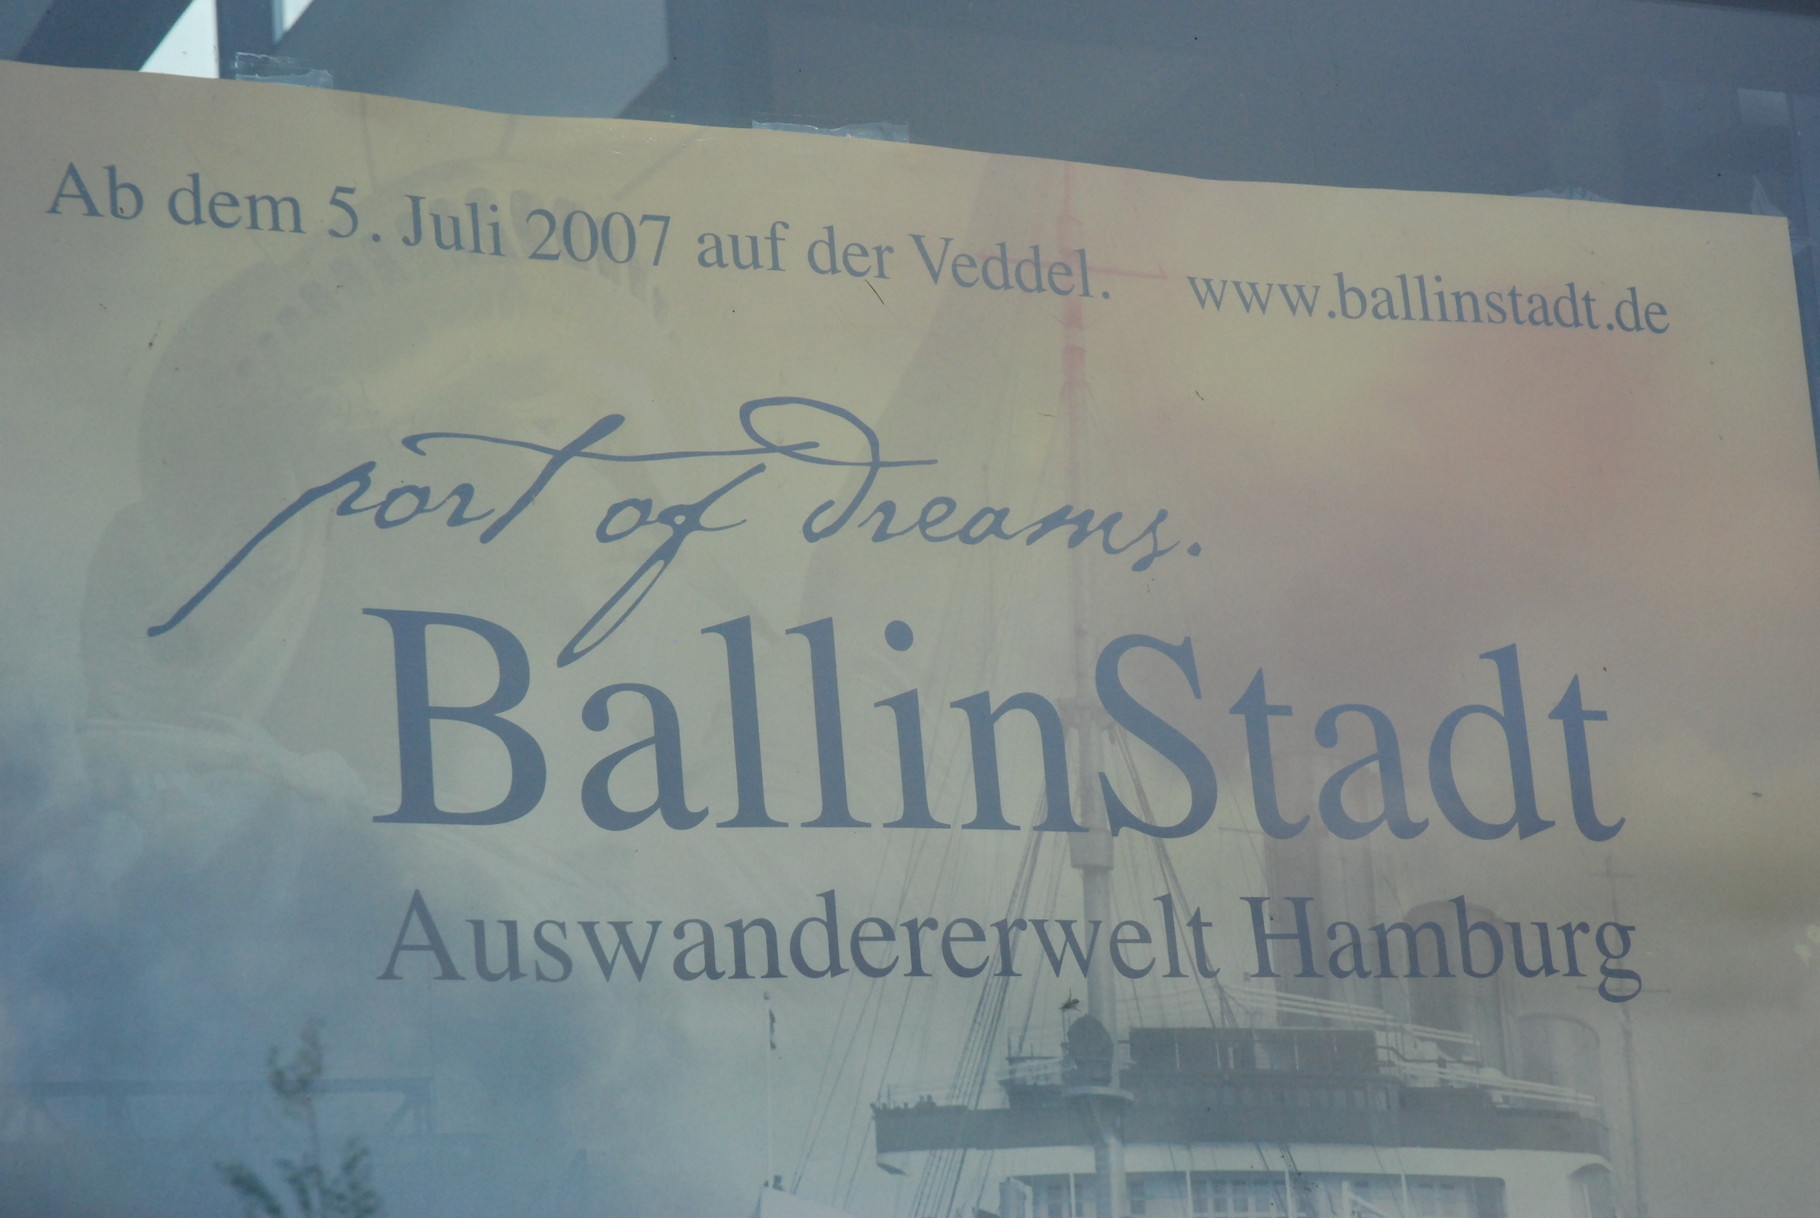 Ab dem 5. Juli 2007 auf der Veddel. www.ballinstadt.de
port of dreams.
BallinStadt
Auswandererwelt Hamburg